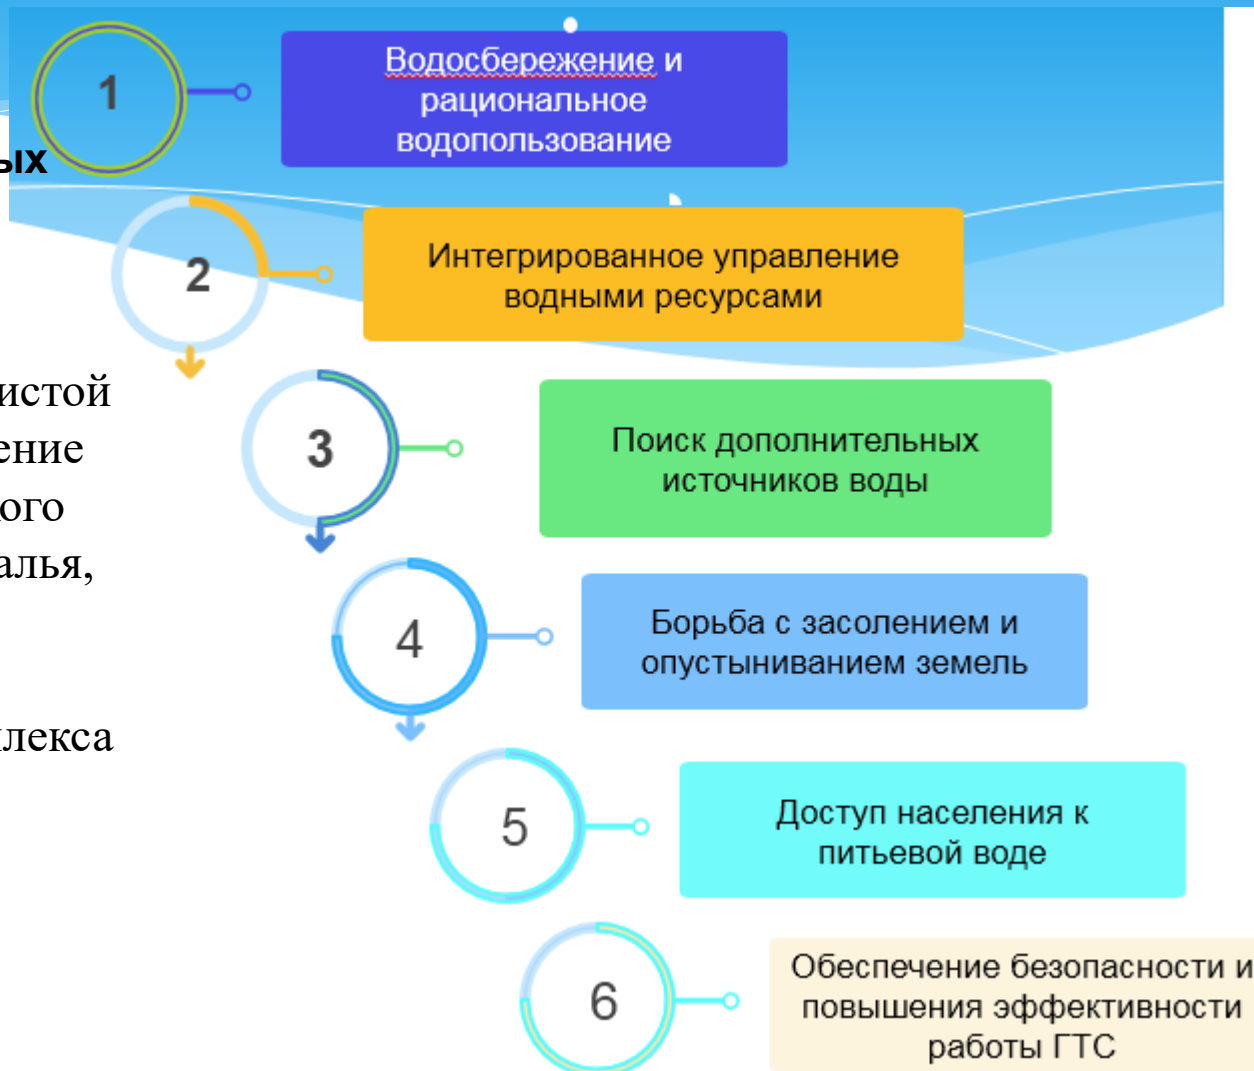 1
Водосбережение и
рациональное
водопользование
ых
2
Интегрированное управление
водными ресурсами
истой
ение
ого
алья,
лекса
3
Поиск дополнительных
источников воды
4
Борьба с засолением и
опустыниванием земель
5
Доступ населения к
питьевой воде
6
Обеспечение безопасности и
повышения эффективности
работы ГТС